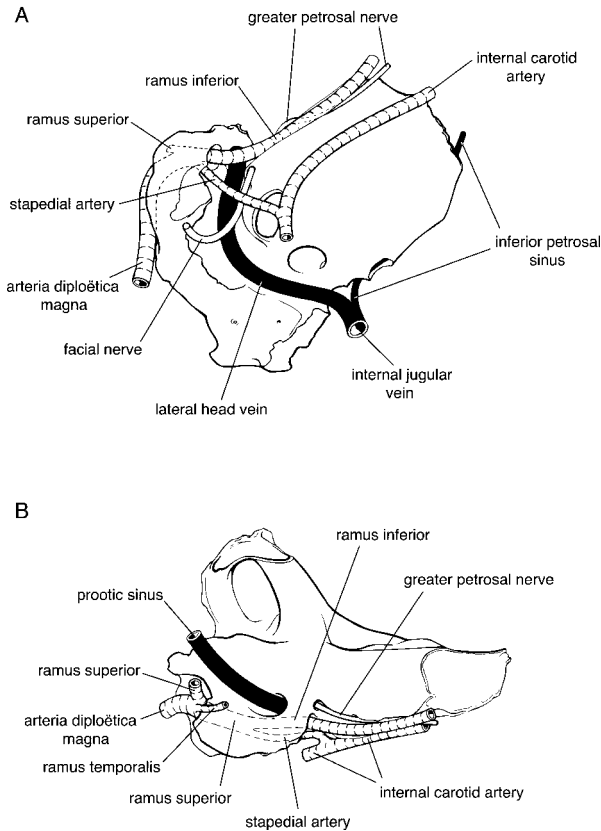 A
greater petrosal nerve
internal carotid
artery
ramus inferior
ramus superior
stapedial artery
inferior petrosal
sinus
arteria diploëtica
magna
facial nerve
internal jugular
vein
lateral head vein
B
ramus inferior
greater petrosal nerve
prootic sinus
ramus superior
arteria diploëtica
magna
ramus temporalis
ramus superior
internal carotid artery
stapedial artery